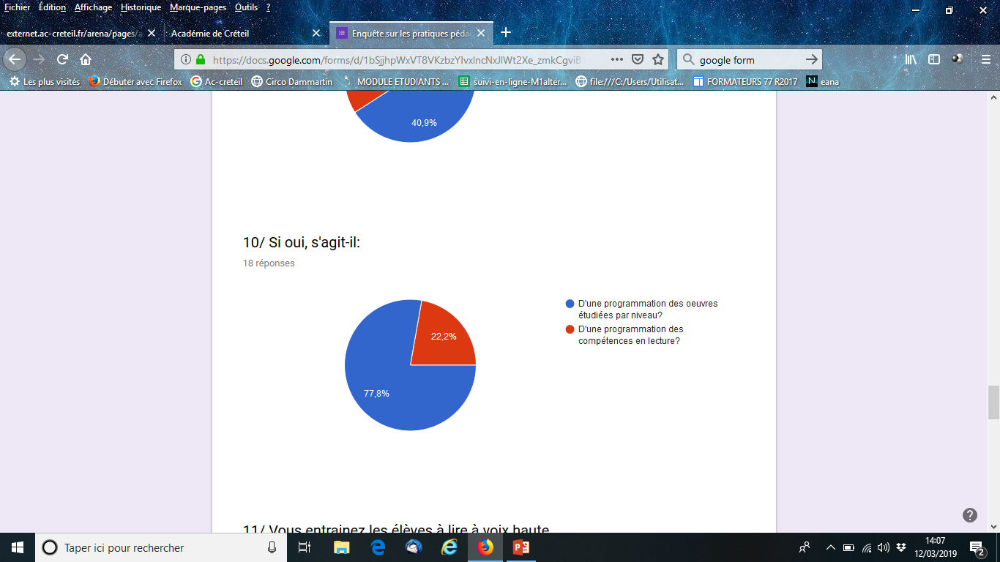 Fichier Édition Affichage Historique Marque-pages Outils ?
externet.ac-creteil.fr/arena/pages/
Académie de Créteil
Enquête sur les pratiques péda
https://docs.google.com/forms/d/1bSjjhpWxVT8VKzbzYIvxlncNxJlWt2Xe_zmkCgviB
google form
Les plus visités Débuter avec Firefox Ac-creteil Circo Dammartin MODULE ETUDIANTS ... suivi-en-ligne-M1alter... file:///C:/Users/Utilisat... FORMATEURS 77 R2017 eana
40,9%
10/ Si oui, s'agit-il:
18 réponses
D'une programmation des oeuvres
étudiées par niveau?
D'une programmation des
compétences en lecture?
22,2%
77,8%
11/ Vous entrainez les élèves à lire à voix haute
Taper ici pour rechercher
14:07
12/03/2019
2